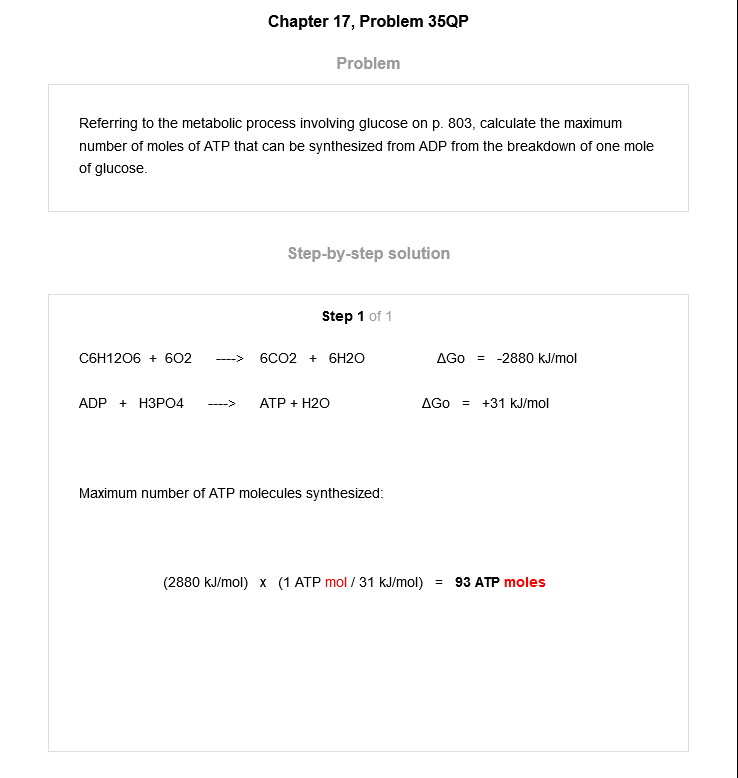 Chapter 17, Problem 35QP
Problem
Referring to the metabolic process involving glucose on p. 803, calculate the maximum
number of moles of ATP that can be synthesized from ADP from the breakdown of one mole
of glucose.
Step-by-step solution
Step 1 of 1
C6H12O6 + 6O2 ----> 6CO2 + 6H2O ΔGo = -2880 kJ/mol
ADP + H3PO4 ----> ATP + H2O ΔGo = +31 kJ/mol
Maximum number of ATP molecules synthesized:
(2880 kJ/mol) x (1 ATP mol / 31 kJ/mol) = 93 ATP moles